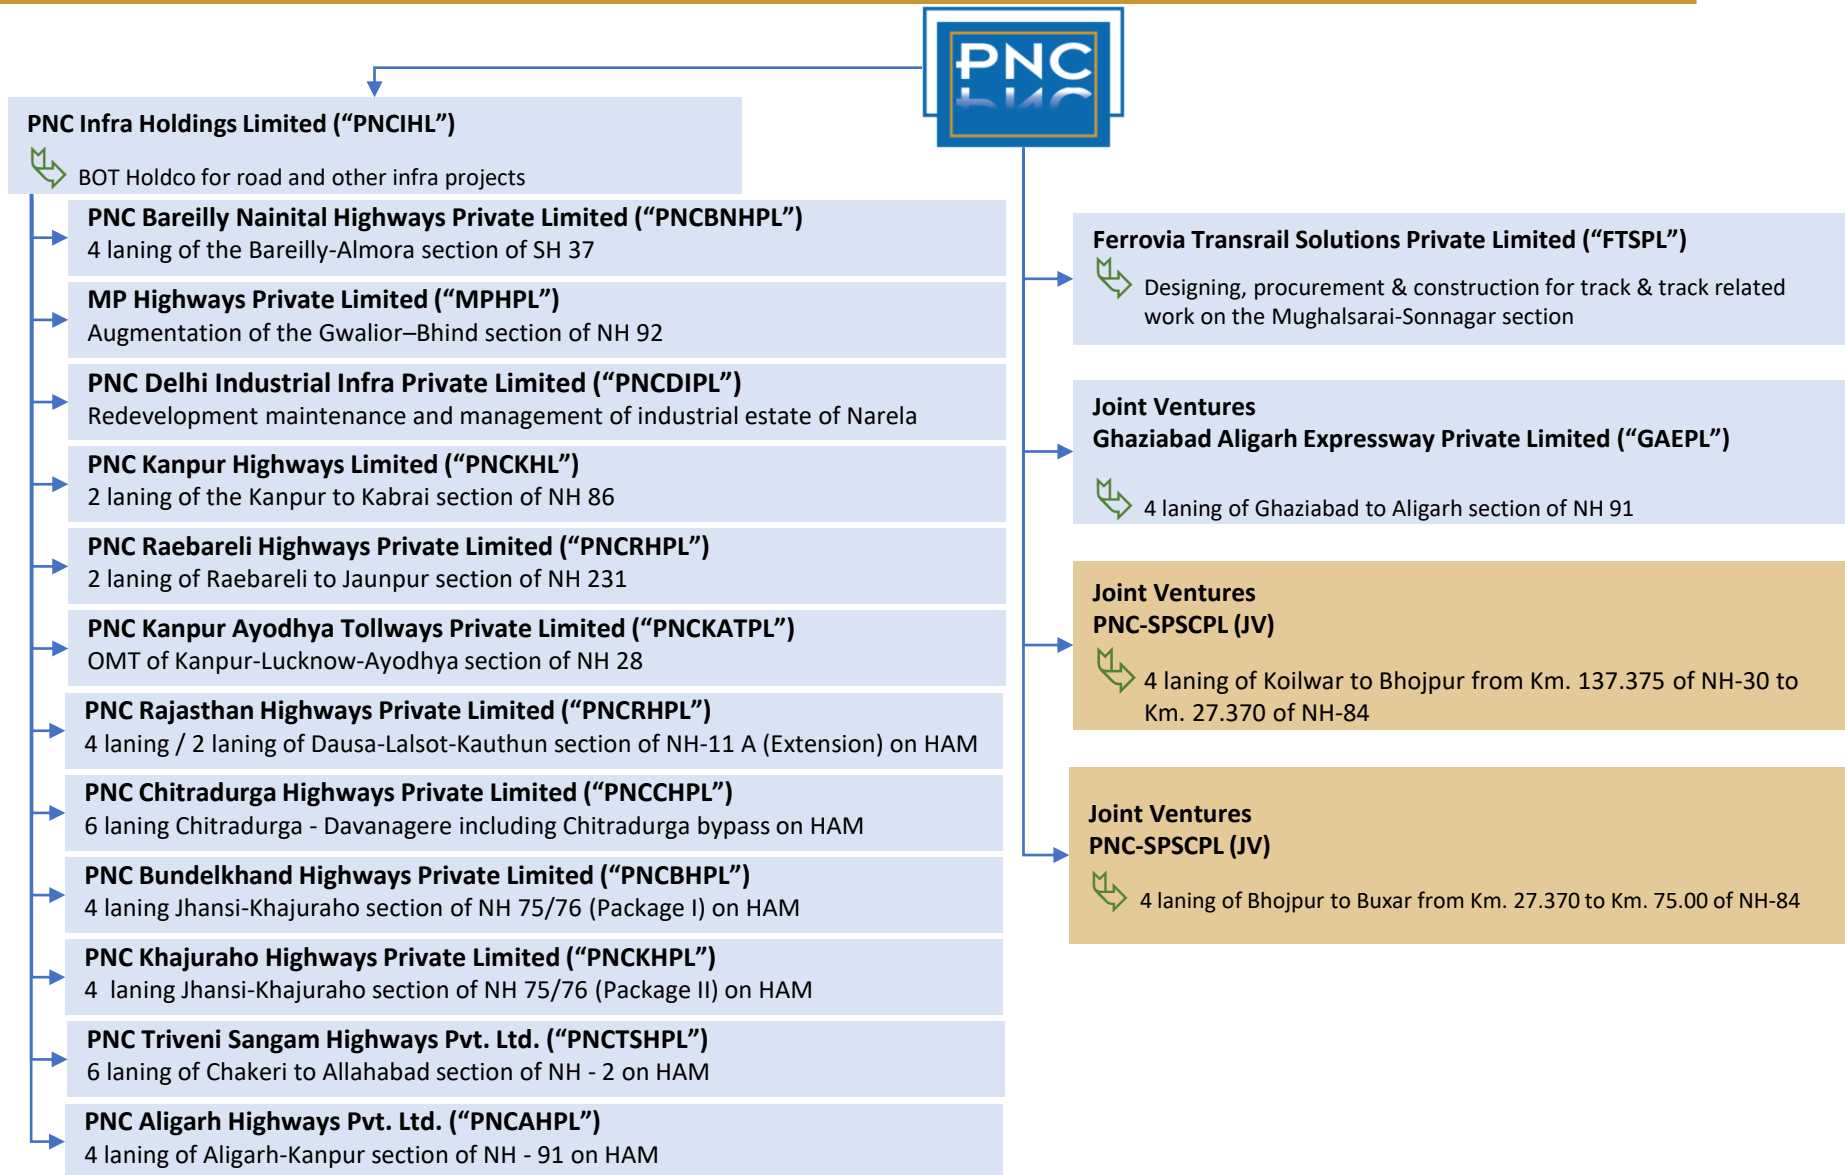 PNC
PNC Infra Holdings Limited (“PNCIHL”)
BOT Holdco for road and other infra projects
PNC Bareilly Nainital Highways Private Limited (“PNCBNHPL”)
4 laning of the Bareilly-Almora section of SH 37
MP Highways Private Limited (“MPHPL”)
Augmentation of the Gwalior–Bhind section of NH 92
PNC Delhi Industrial Infra Private Limited (“PNCDIPL”)
Redevelopment maintenance and management of industrial estate of Narela
PNC Kanpur Highways Limited (“PNCKHL”)
2 laning of the Kanpur to Kabrai section of NH 86
PNC Raebareli Highways Private Limited (“PNCRHPL”)
2 laning of Raebareli to Jaunpur section of NH 231
PNC Kanpur Ayodhya Tollways Private Limited (“PNCKATPL”)
OMT of Kanpur-Lucknow-Ayodhya section of NH 28
PNC Rajasthan Highways Private Limited (“PNCRHPL”)
4 laning / 2 laning of Dausa-Lalsot-Kauthun section of NH-11 A (Extension) on HAM
PNC Chitradurga Highways Private Limited (“PNCCHPL”)
6 laning Chitradurga - Davanagere including Chitradurga bypass on HAM
PNC Bundelkhand Highways Private Limited (“PNCBHPL”)
4 laning Jhansi-Khajuraho section of NH 75/76 (Package I) on HAM
PNC Khajuraho Highways Private Limited (“PNCKHPL”)
4 laning Jhansi-Khajuraho section of NH 75/76 (Package II) on HAM
PNC Triveni Sangam Highways Pvt. Ltd. (“PNCTSHPL”)
6 laning of Chakeri to Allahabad section of NH - 2 on HAM
PNC Aligarh Highways Pvt. Ltd. (“PNCAHPL”)
4 laning of Aligarh-Kanpur section of NH - 91 on HAM
Ferrovia Transrail Solutions Private Limited (“FTSPL”)
Designing, procurement & construction for track & track related
work on the Mughalsarai-Sonnagar section
Joint Ventures
Ghaziabad Aligarh Expressway Private Limited (“GAEPL”)
4 laning of Ghaziabad to Aligarh section of NH 91
Joint Ventures
PNC-SPSCPL (JV)
4 laning of Koilwar to Bhojpur from Km. 137.375 of NH-30 to
Km. 27.370 of NH-84
Joint Ventures
PNC-SPSCPL (JV)
4 laning of Bhojpur to Buxar from Km. 27.370 to Km. 75.00 of NH-84